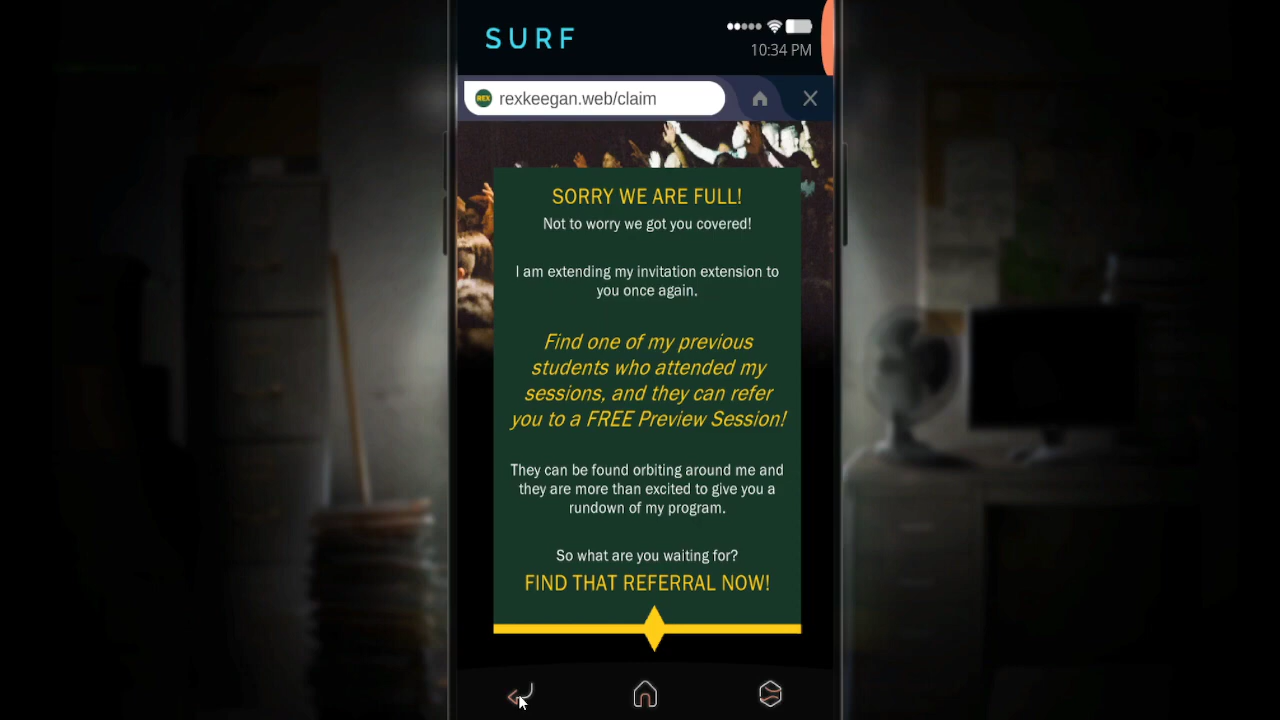 SURF
10:34 PM
REX rexkeegan.web/claim
SORRY WE ARE FULL!
Not to worry we got you covered!
I am extending my invitation extension to
you once again.
Find one of my previous
students who attended my
sessions, and they can refer
you to a FREE Preview Session!
They can be found orbiting around me and
they are more than excited to give you a
rundown of my program.
So what are you waiting for?
FIND THAT REFERRAL NOW!